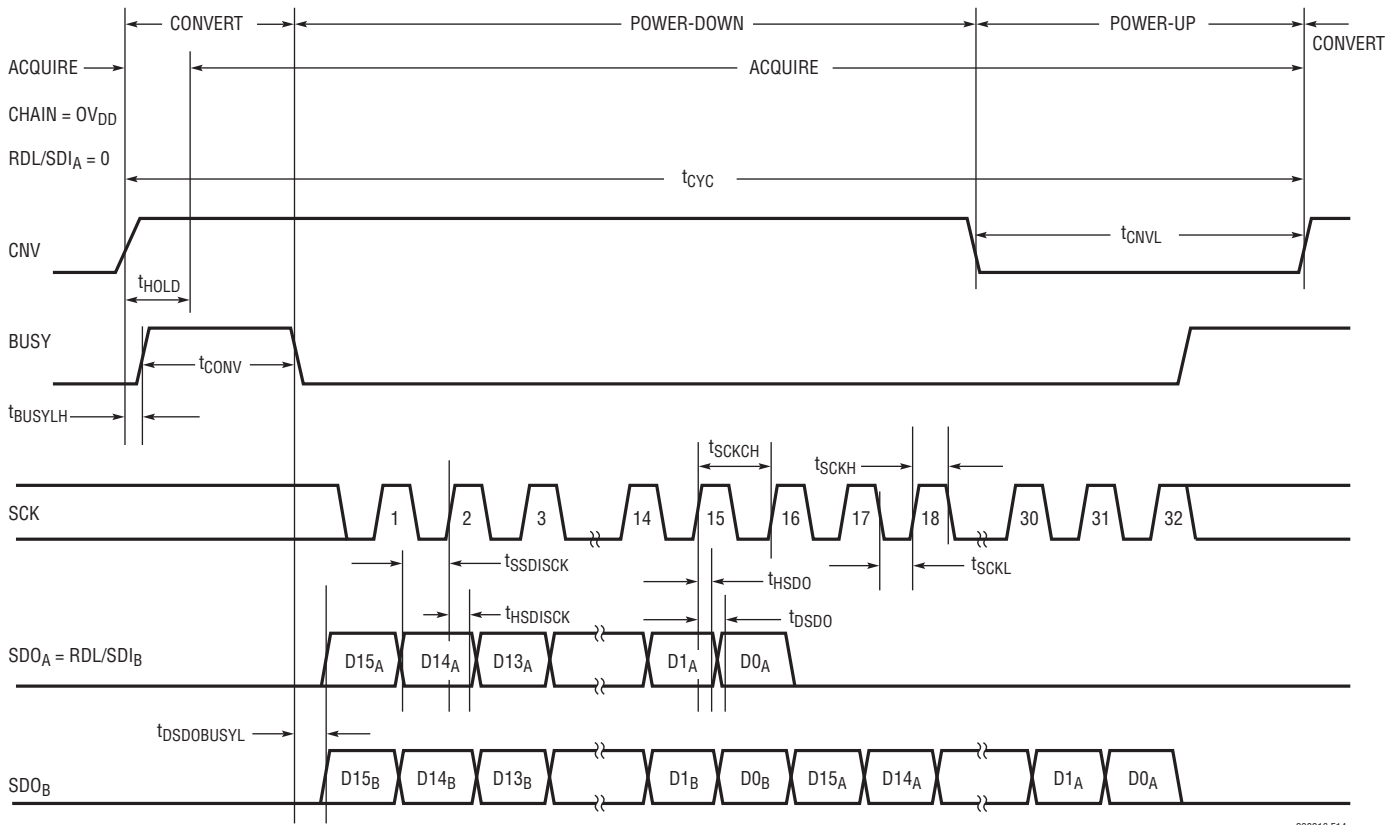 CONVERT POWER-DOWN POWER-UP
CONVERT
ACQUIRE ACQUIRE
CHAIN = OVDD
RDL/SDIA = 0
tCYC
CNV tCNVL
tHOLD
BUSY
tCONV
tBUSYLH
tSCKCH
tSCKH
SCK 1 2 3 14 15 16 17 18 30 31 32
tSSDISCK tHSDO tSCKL
tHSDISCK tDSDO
SDOA = RDL/SDIB D15A D14A D13A D1A D0A
tDSDOBUSYL
SDOB D15B D14B D13B D1B D0B D15A D14A D1A D0A